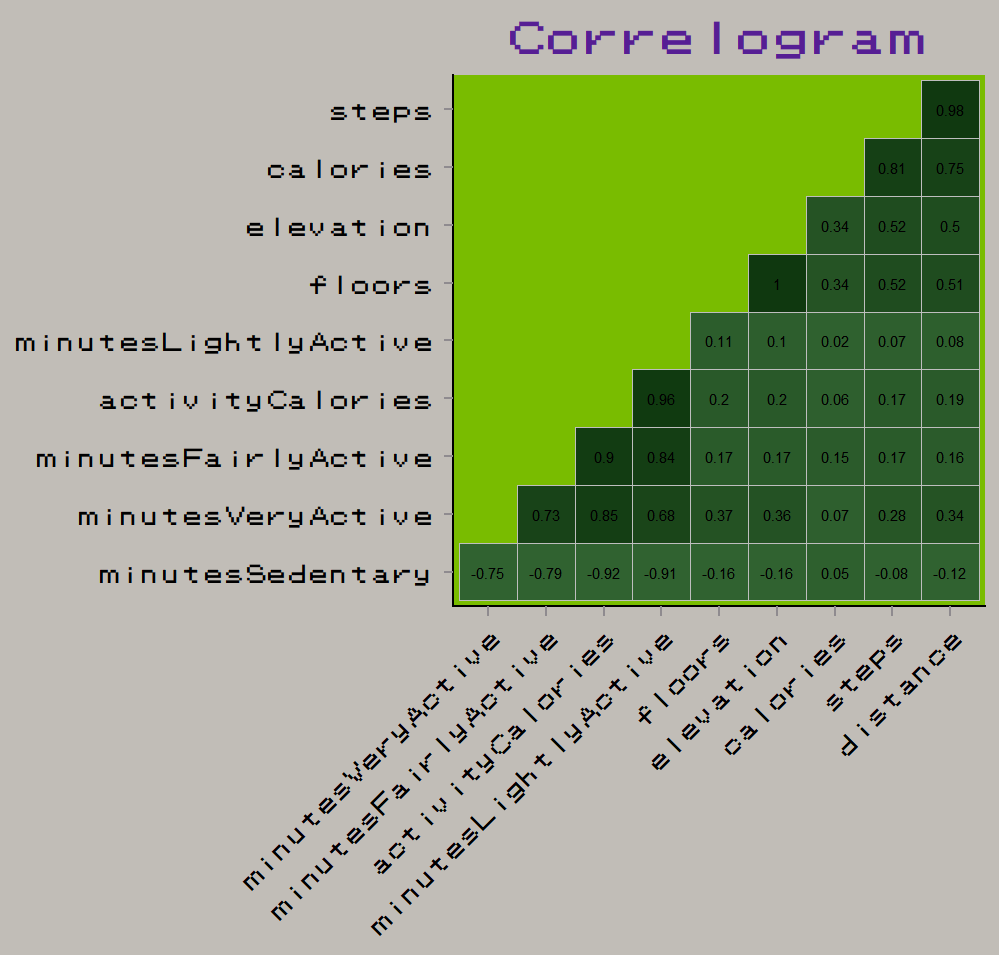 Correlogram
steps 0.98
calories 0.81 0.75
elevation 0.34 0.52 0.5
floors 1 0.34 0.52 0.51
minutesLightlyActive 0.11 0.1 0.02 0.07 0.08
activityCalories 0.96 0.2 0.2 0.06 0.17 0.19
minutesFairlyActive 0.9 0.84 0.17 0.17 0.15 0.17 0.16
minutesVeryActive 0.73 0.85 0.68 0.37 0.36 0.07 0.28 0.34
minutesSedentary -0.75 -0.79 -0.92 -0.91 -0.16 -0.16 0.05 -0.08 -0.12
minutesVeryActive
minutesFairlyActive
activityCalories
minutesLightlyActive
floors
elevation
calories
steps
distance